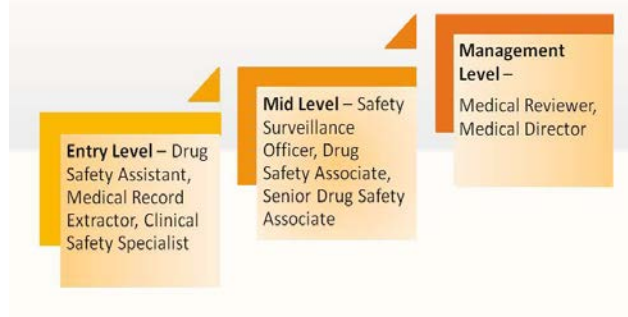 Entry Level – Drug
Safety Assistant,
Medical Record
Extractor, Clinical
Safety Specialist
Mid Level – Safety
Surveillance
Officer, Drug
Safety Associate,
Senior Drug Safety
Associate
Management
Level –
Medical Reviewer,
Medical Director